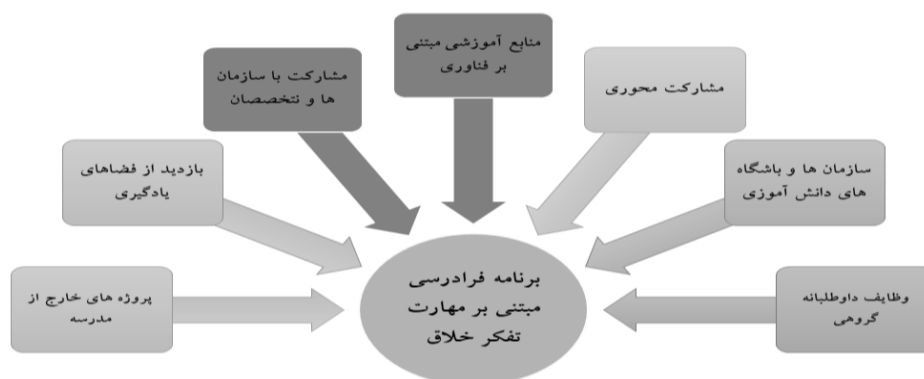 منابع آموزشی مبتنی
بر فناوری
مشارکت با سازمان
ها و نتخصصان
مشارکت محوری
بازدید از فضاهای
یادگیری
سازمان ها و باشگاه
های دانش آموزی
پروژه های خارج از
مدرسه
برنامه فرادرسی
مبتنی بر مهارت
تفکر خلاق
وظایف داوطلبانه
گروهی